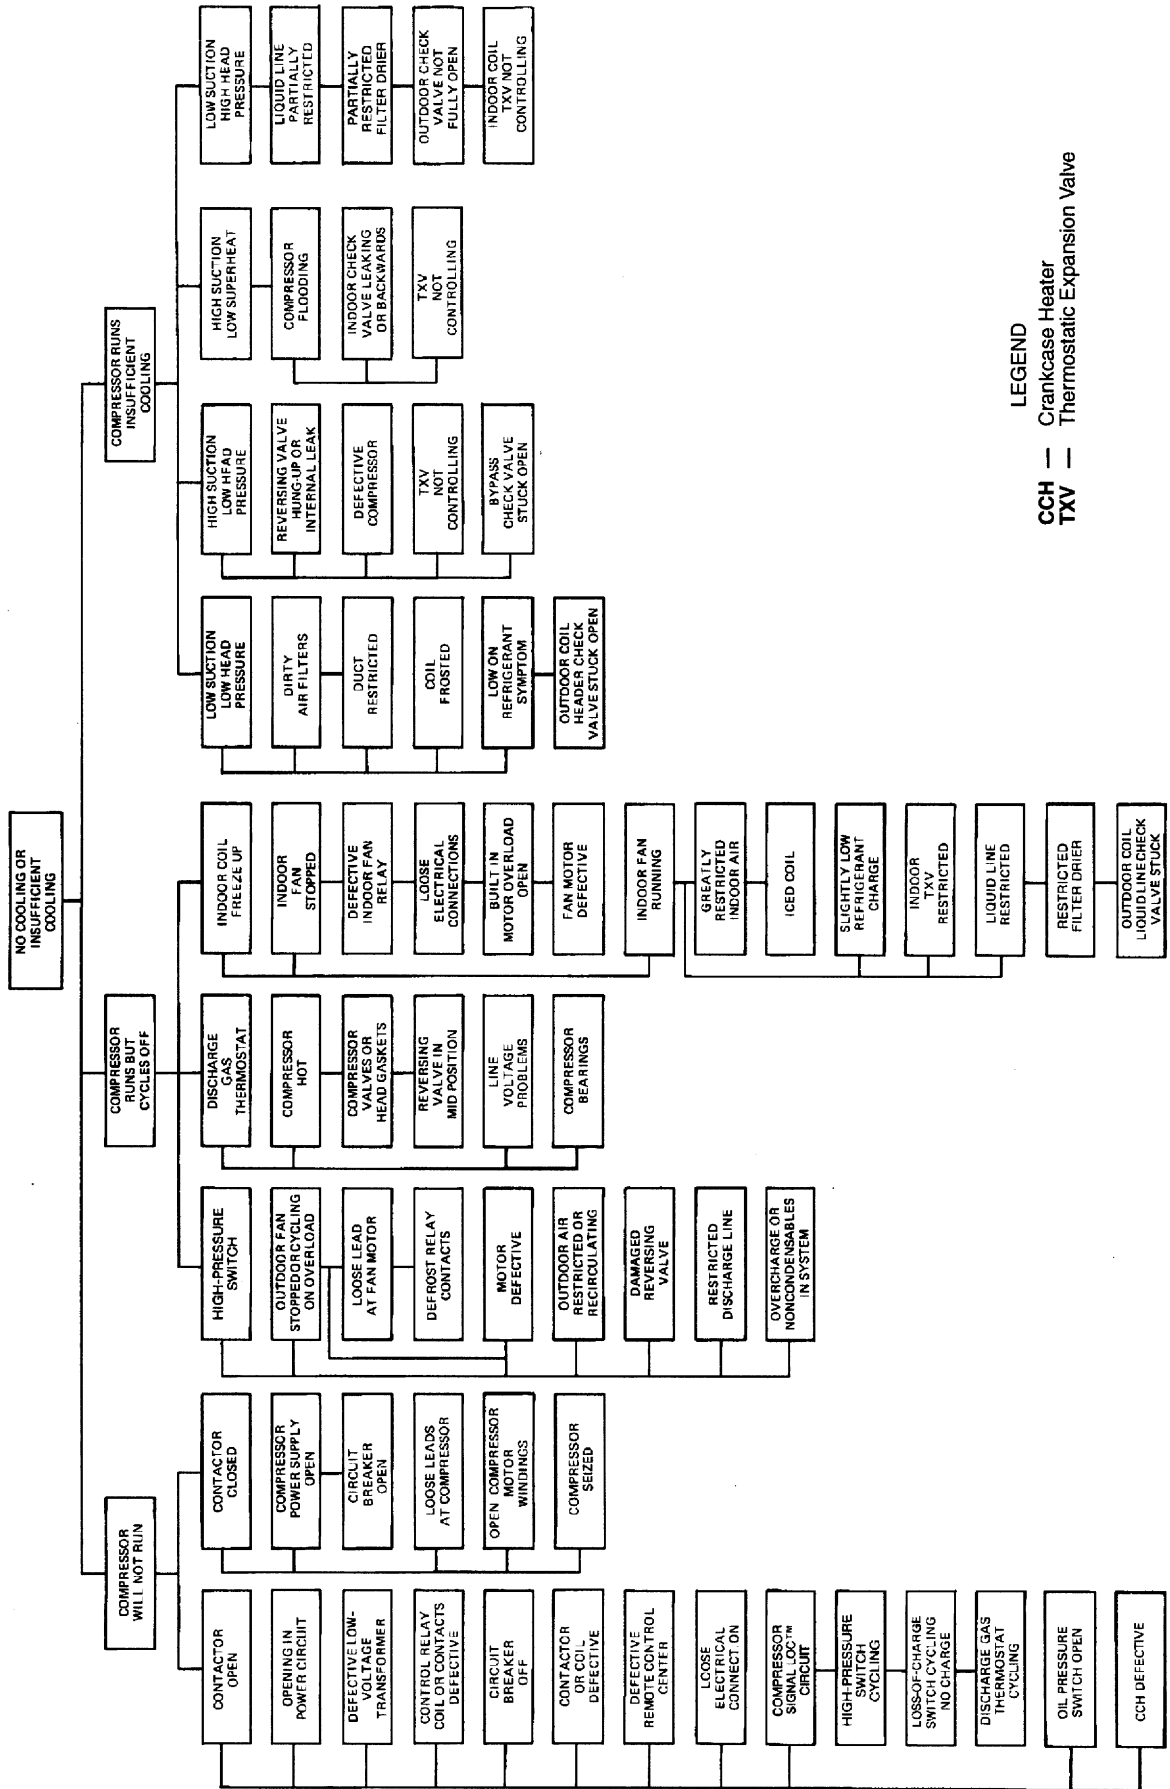 NO COOLING OR
INSUFFICIENT
COOLING
COMPRESSOR
WILL NOT RUN
CONTACTOR
OPEN
OPENING IN
POWER CIRCUIT
DEFECTIVE LOW-
VOLTAGE
TRANSFORMER
CONTROL RELAY
COIL OR CONTACTS
DEFECTIVE
CIRCUIT
BREAKER
OFF
CONTACTOR
OR COIL
DEFECTIVE
DEFECTIVE
REMOTE CONTROL
CENTER
LOOSE
ELECTRICAL
CONNECT ON
COMPRESSOR
SIGNAL LOC™
CIRCUIT
HIGH-PRESSURE
SWITCH
CYCLING
LOSS-OF-CHARGE
SWITCH CYCLING
NO CHARGE
DISCHARGE GAS
THERMOSTAT
CYCLING
OIL PRESSURE
SWITCH OPEN
CCH DEFECTIVE
CONTACTOR
CLOSED
COMPRESSOR
POWER SUPPLY
OPEN
CIRCUIT
BREAKER
OPEN
LOOSE LEADS
AT COMPRESSOR
OPEN COMPRESSOR
MOTOR
WINDINGS
COMPRESSOR
SEIZED
COMPRESSOR
RUNS BUT
CYCLES OFF
HIGH-PRESSURE
SWITCH
OUTDOOR FAN
STOPPED OR CYCLING
ON OVERLOAD
LOOSE LEAD
AT FAN MOTOR
DEFROST RELAY
CONTACTS
MOTOR
DEFECTIVE
OUTDOOR AIR
RESTRICTED OR
RECIRCULATING
DAMAGED
REVERSING
VALVE
RESTRICTED
DISCHARGE LINE
OVERCHARGE OR
NONCONDENSABLES
IN SYSTEM
DISCHARGE
GAS
THERMOSTAT
COMPRESSOR
HOT
COMPRESSOR
VALVES OR
HEAD GASKETS
REVERSING
VALVE IN
MID POSITION
LINE
VOLTAGE
PROBLEMS
COMPRESSOR
BEARINGS
INDOOR COIL
FREEZE UP
INDOOR
FAN
STOPPED
DEFECTIVE
INDOOR FAN
RELAY
LOOSE
ELECTRICAL
CONNECTIONS
BUILT IN
MOTOR OVERLOAD
OPEN
FAN MOTOR
DEFECTIVE
INDOOR FAN
RUNNING
GREATLY
RESTRICTED
INDOOR AIR
ICED COIL
SLIGHTLY LOW
REFRIGERANT
CHARGE
INDOOR
TXV
RESTRICTED
LIQUID LINE
RESTRICTED
RESTRICTED
FILTER DRIER
OUTDOOR COIL
LIQUID LINE CHECK
VALVE STUCK
COMPRESSOR RUNS
INSUFFICIENT
COOLING
LOW SUCTION
LOW HEAD
PRESSURE
DIRTY
AIR FILTERS
DUCT
RESTRICTED
COIL
FROSTED
LOW ON
REFRIGERANT
SYMPTOM
OUTDOOR COIL
HEADER CHECK
VALVE STUCK OPEN
HIGH SUCTION
LOW HEAD
PRESSURE
REVERSING VALVE
HUNG-UP OR
INTERNAL LEAK
DEFECTIVE
COMPRESSOR
TXV
NOT
CONTROLLING
BYPASS
CHECK VALVE
STUCK OPEN
HIGH SUCTION
LOW SUPERHEAT
COMPRESSOR
FLOODING
INDOOR CHECK
VALVE LEAKING
OR BACKWARDS
TXV
NOT
CONTROLLING
LOW SUCTION
HIGH HEAD
PRESSURE
LIQUID LINE
PARTIALLY
RESTRICTED
PARTIALLY
RESTRICTED
FILTER DRIER
OUTDOOR CHECK
VALVE NOT
FULLY OPEN
INDOOR COIL
TXV NOT
CONTROLLING
LEGEND
CCH — Crankcase Heater
TXV — Thermostatic Expansion Valve